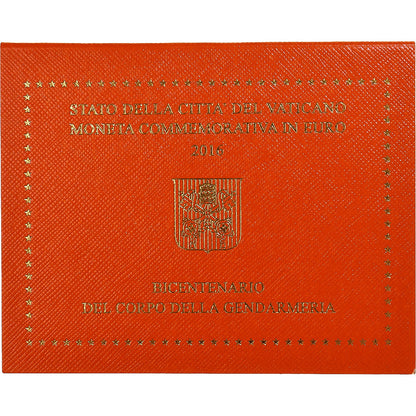 STATO DELLA CITTA' DEL VATICANO
MONETA COMMEMORATIVA IN EURO
2016
BICENTENARIO
DEL CORPO DELLA GENDARMERIA